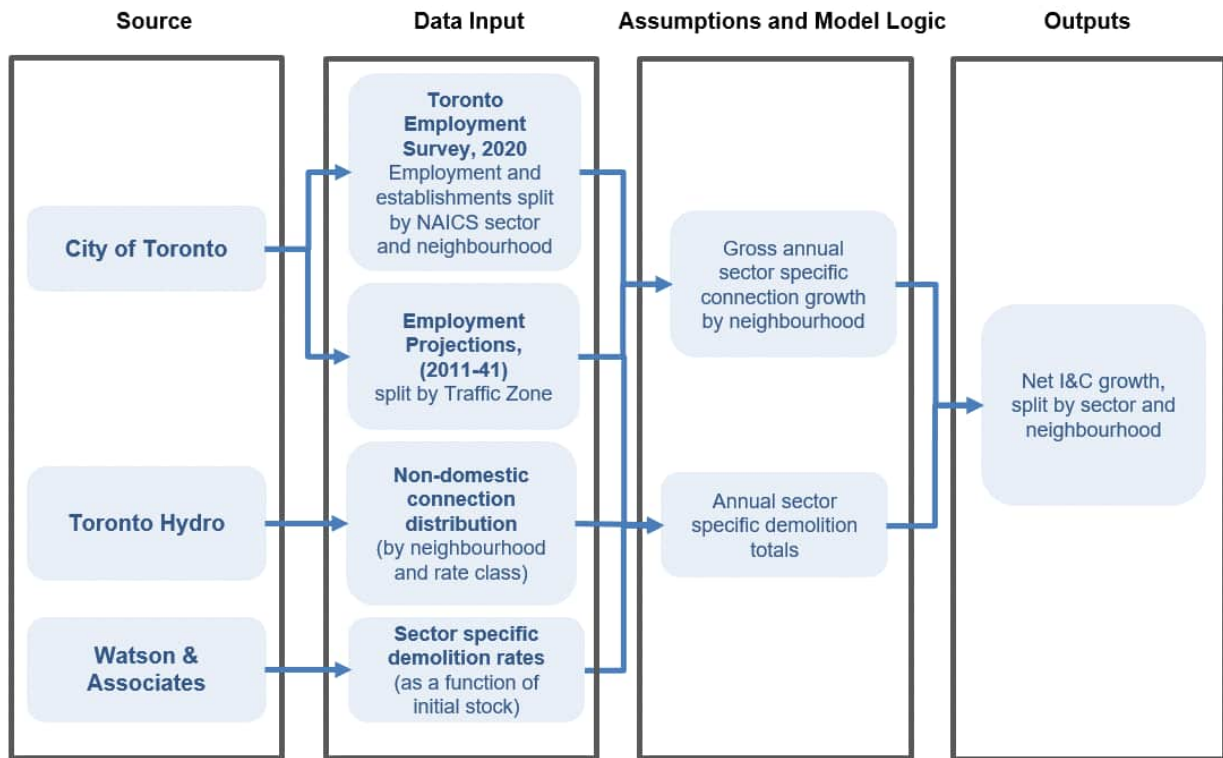 Source
Data Input
Assumptions and Model Logic
Outputs
City of Toronto
Toronto Hydro
Watson &
Associates
Toronto
Employment
Survey, 2020
Employment and
establishments split
by NAICS sector
and neighbourhood
Employment
Projections,
(2011-41)
split by Traffic Zone
Non-domestic
connection
distribution
(by neighbourhood
and rate class)
Sector specific
demolition rates
(as a function of
initial stock)
Gross annual
sector specific
connection growth
by neighbourhood
Annual sector
specific demolition
totals
Net I&C growth,
split by sector and
neighbourhood